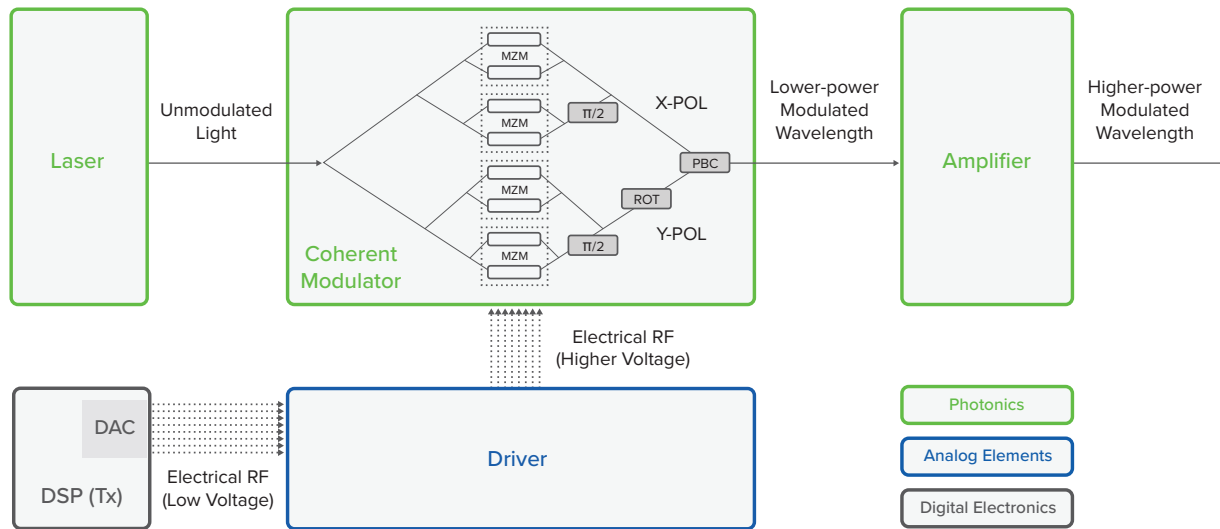 Laser
Unmodulated
Light
MZM
MZM
π/2
X-POL
MZM
ROT
PBC
MZM
π/2
Y-POL
Coherent
Modulator
Lower-power
Modulated
Wavelength
Amplifier
Higher-power
Modulated
Wavelength
Electrical RF
(Higher Voltage)
DAC
DSP (Tx)
Electrical RF
(Low Voltage)
Driver
Photonics
Analog Elements
Digital Electronics